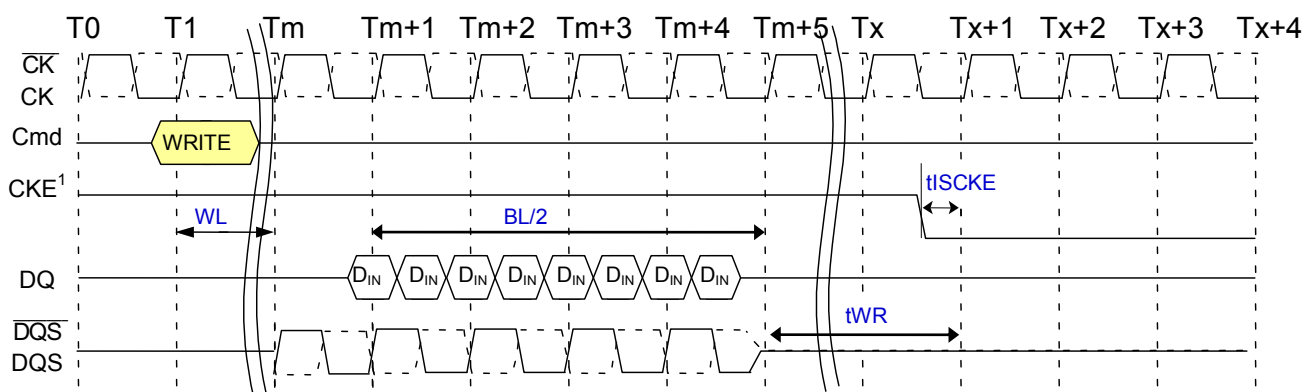 T0 T1 Tm Tm+1 Tm+2 Tm+3 Tm+4 Tm+5 Tx Tx+1 Tx+2 Tx+3 Tx+4
CK
CK
Cmd WRITE
CKE1 tISCKE
WL BL/2
DQ DIN DIN DIN DIN DIN DIN DIN DIN
DQS tWR
DQS